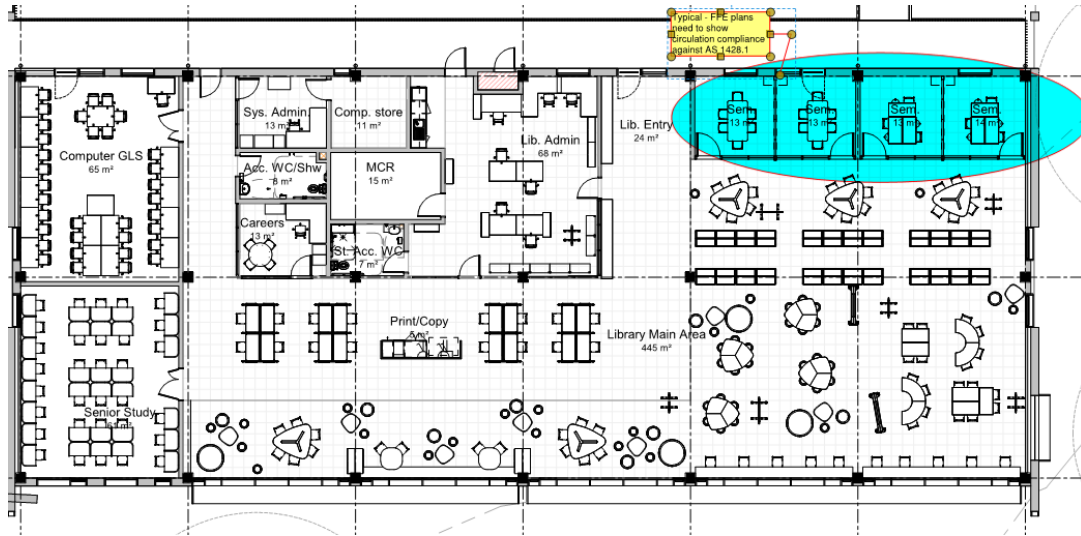 Typical - FFE plans
need to show
circulation compliance
against AS 1428.1
Sys. Admin.
13 m²
Comp. store
11 m²
Lib. Entry
24 m²
Sem.
13 m²
Sem.
13 m²
Sem.
13 m²
Sem.
14 m²
Computer GLS
65 m²
Lib. Admin
68 m²
Acc. WC/Shw
8 m²
MCR
15 m²
Careers
13 m²
St. Acc. WC
7 m²
Print/Copy
5 m²
Library Main Area
445 m²
Senior Study